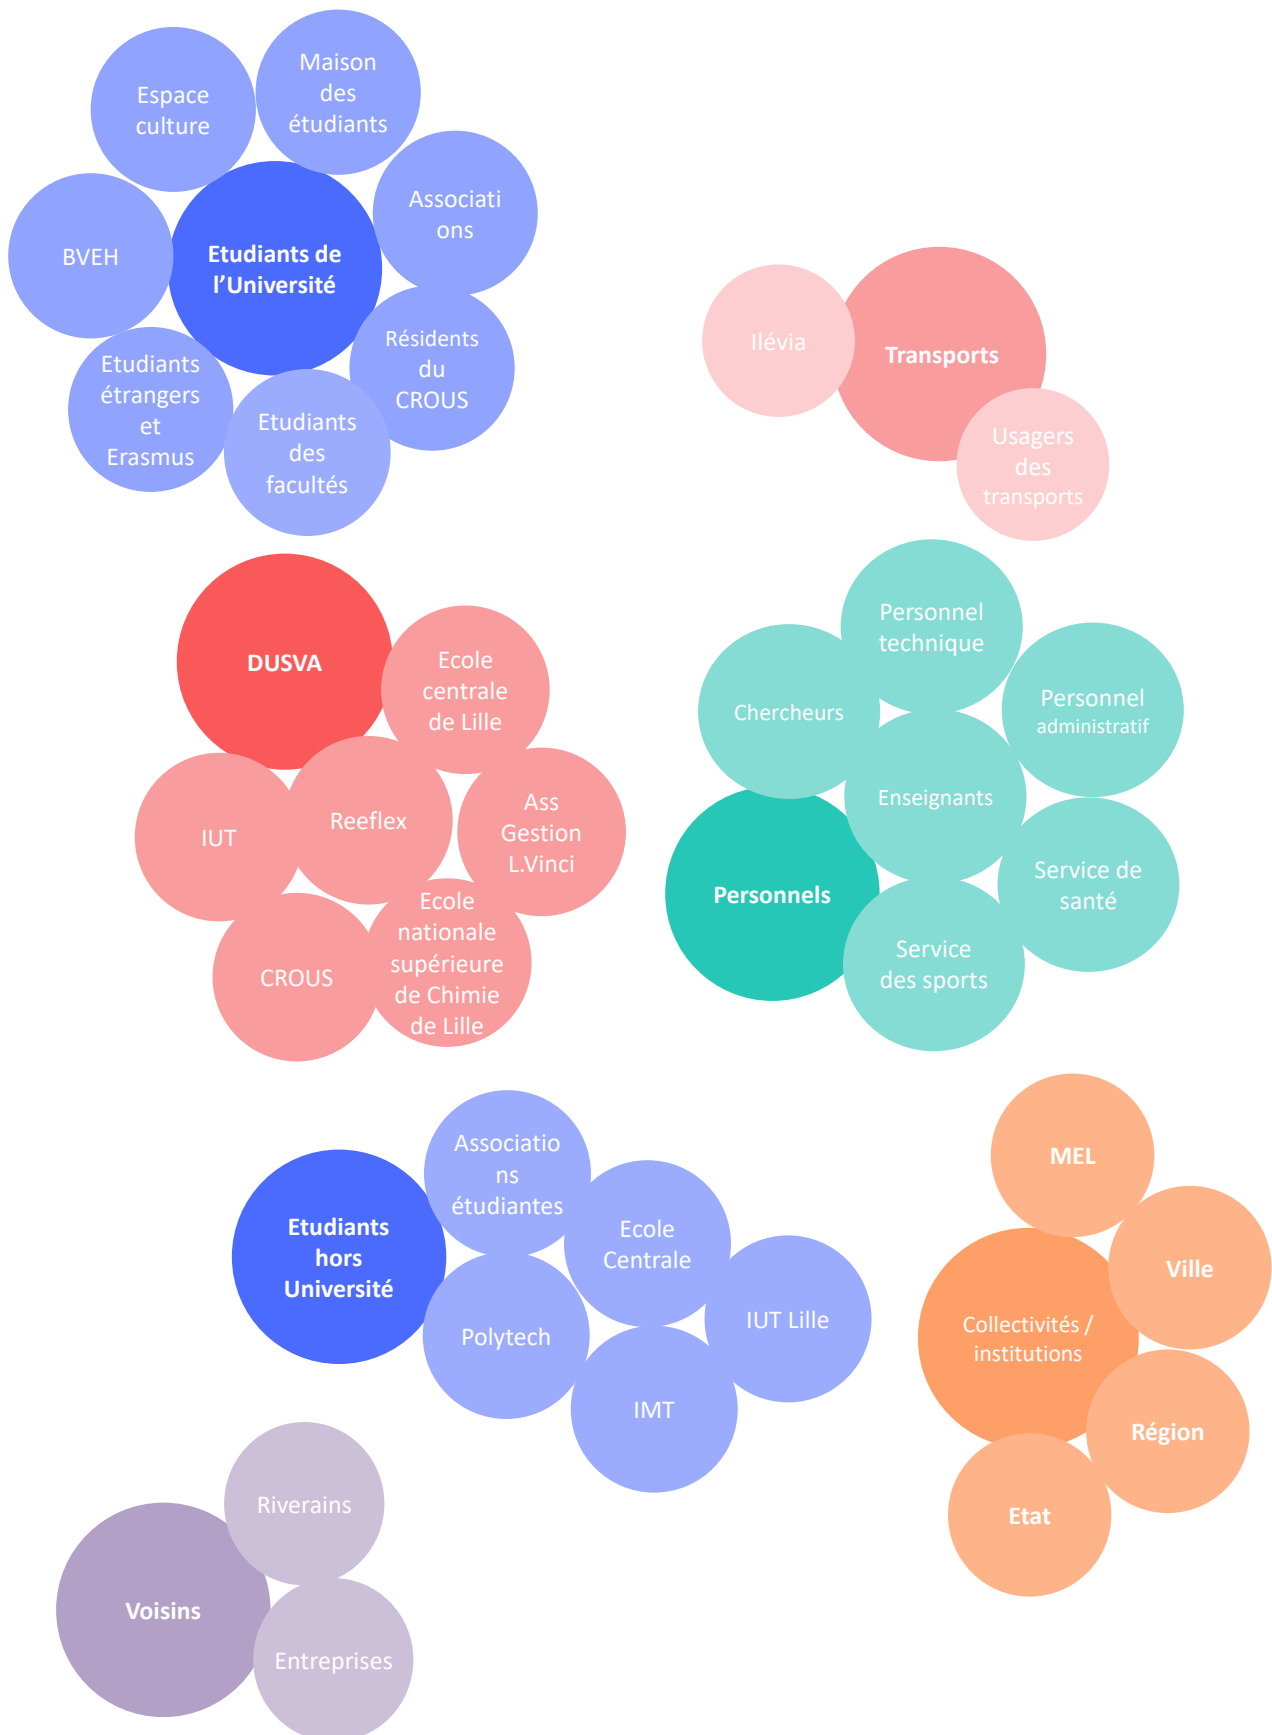 Maison
des
étudiants
Espace
culture
Associati
ons
BVEH
Etudiants de
l’Université
Résidents
du
CROUS
Etudiants
étrangers
et
Erasmus
Etudiants
des
facultés
Ilévia
Transports
Usagers
des
transports
DUSVA
Ecole
centrale
de Lille
IUT
Reeflex
Ass
Gestion
L.Vinci
CROUS
Ecole
nationale
supérieure
de Chimie
de Lille
Personnel
technique
Chercheurs
Personnel
administratif
Enseignants
Personnels
Service de
santé
Service
des sports
Etudiants
hors
Université
Associatio
ns
étudiantes
Ecole
Centrale
Polytech
IUT Lille
IMT
MEL
Ville
Collectivités /
institutions
Région
Etat
Riverains
Voisins
Entreprises